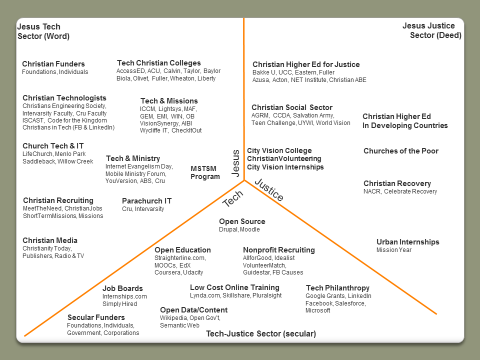 Jesus Tech
Sector (Word)
Jesus Justice
Sector (Deed)
Christian Funders
Foundations, Individuals
Tech Christian Colleges
AccessED, ACU, Calvin, Taylor, Baylor
Biola, Olivet, Fuller, Wheaton, Liberty
Christian Technologists
Christians Engineering Society,
Intervarsity Faculty, Cru Faculty
ISCAST, Code for the Kingdom
Christians in Tech (FB & LinkedIn)
Tech & Missions
ICCM, Lightsys, MAF,
GEM, EMI, WIN, OB
VisionSynergy, AIBI
Wycliffe IT, CheckItOut
Church Tech & IT
LifeChurch, Menlo Park
Saddleback, Willow Creek
Tech & Ministry
Internet Evangelism Day,
Mobile Ministry Forum,
YouVersion, ABS, Cru
MSTSM
Program
Christian Recruiting
MeetTheNeed, ChristianJobs
ShortTermMissions, Missions
Parachurch IT
Cru, Intervarsity
Christian Media
Christianity Today,
Publishers, Radio & TV
Christian Higher Ed for Justice
Bakke U, UCC, Eastern, Fuller
Azusa, Acton, NET Institute, Christian ABE
Christian Social Sector
AGRM, CCDA, Salvation Army,
Teen Challenge, UYWI, World Vision
Christian Higher Ed
In Developing Countries
City Vision College
ChristianVolunteering
City Vision Internships
Churches of the Poor
Christian Recovery
NACR, Celebrate Recovery
Urban Internships
Mission Year
Jesus
Tech
Justice
Open Source
Drupal, Moodle
Open Education
Straighterline.com,
MOOCs, EdX
Coursera, Udacity
Nonprofit Recruiting
AllforGood, Idealist
VolunteerMatch,
Guidestar, FB Causes
Job Boards
Internships.com
Simply Hired
Low Cost Online Training
Lynda.com, Skillshare, Pluralsight
Tech Philanthropy
Google Grants, LinkedIn
Facebook, Salesforce,
Microsoft
Secular Funders
Foundations, Individuals,
Government, Corporations
Open Data/Content
Wikipedia, Open Gov't,
Semantic Web
Tech-Justice Sector (secular)